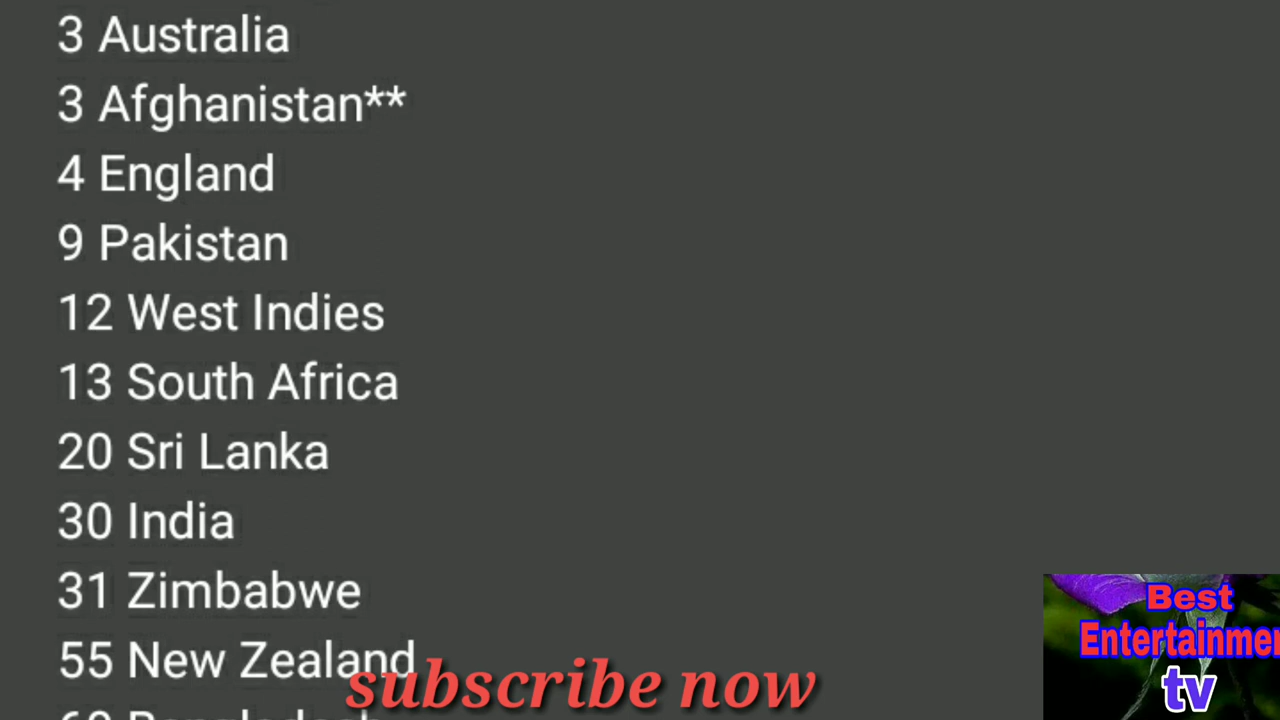 3 Australia
3 Afghanistan**
4 England
9 Pakistan
12 West Indies
13 South Africa
20 Sri Lanka
30 India
31 Zimbabwe
55 New Zealand
subscribe now
Best
Entertainmen
tv